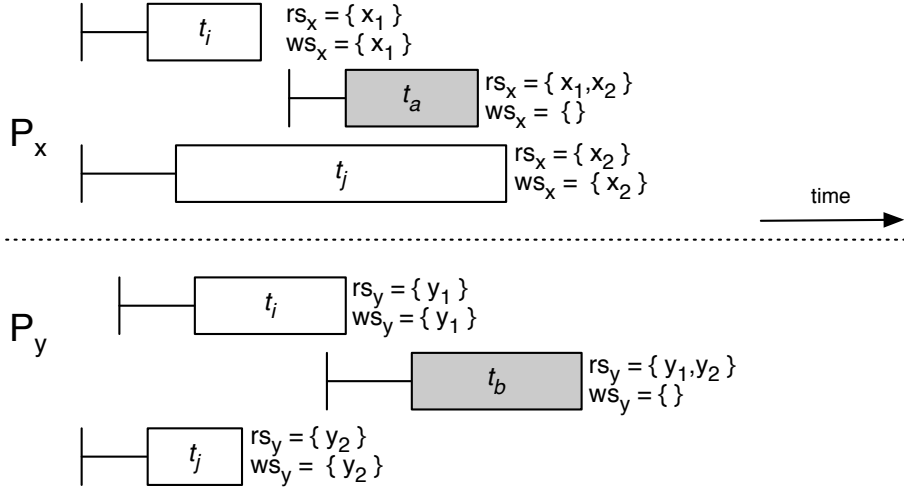 t_i
rs_x = { x_1 }
ws_x = { x_1 }
t_a
rs_x = { x_1,x_2 }
ws_x = { }
P_x
t_j
rs_x = { x_2 }
ws_x = { x_2 }
time
t_i
rs_y = { y_1 }
ws_y = { y_1 }
P_y
t_b
rs_y = { y_1,y_2 }
ws_y = { }
t_j
rs_y = { y_2 }
ws_y = { y_2 }